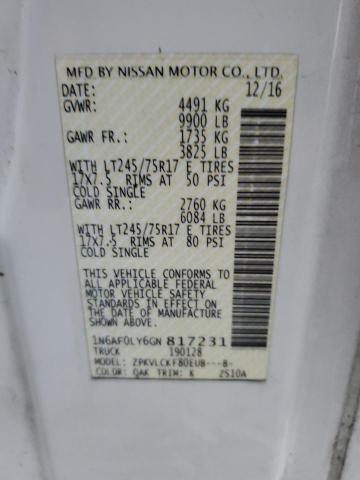 MFD BY NISSAN MOTOR CO., LTD.
DATE: 12/16
GVWR: 4491 KG
9900 LB
GAWR FR.: 1735 KG
3825 LB
WITH LT245/75R17 E TIRES
17X7.5 RIMS AT 50 PSI
COLD SINGLE
GAWR RR.: 2760 KG
6084 LB
WITH LT245/75R17 E TIRES
17X7.5 RIMS AT 80 PSI
COLD SINGLE
THIS VEHICLE CONFORMS TO
ALL APPLICABLE FEDERAL
MOTOR VEHICLE SAFETY
STANDARDS IN EFFECT ON
THE DATE OF MANUFACTURE
SHOWN ABOVE.
1N6AF0LY6GN 817231
TRUCK 190128
MODEL: ZPKVLCKF80EU8---B-
COLOR: QAK TRIM: K 2S10A